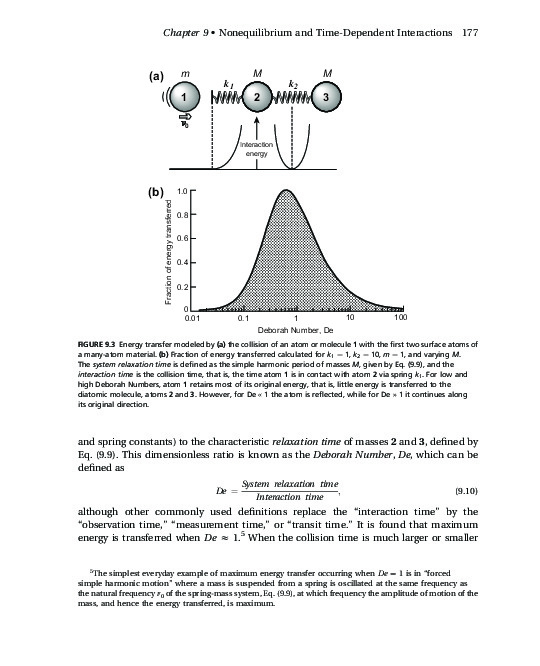 Chapter 9 • Nonequilibrium and Time-Dependent Interactions 177
(a)
m M M
k1 k2
1 2 3
v0
Interaction
energy
(b)
Fraction of energy transferred
1.0
0.8
0.6
0.4
0.2
0
0.01 0.1 1 10 100
Deborah Number, De
FIGURE 9.3 Energy transfer modeled by (a) the collision of an atom or molecule 1 with the first two surface atoms of
a many-atom material. (b) Fraction of energy transferred calculated for k₁ = 1, k₂ = 10, m = 1, and varying M.
The system relaxation time is defined as the simple harmonic period of masses M, given by Eq. (9.9), and the
interaction time is the collision time, that is, the time atom 1 is in contact with atom 2 via spring k₁. For low and
high Deborah Numbers, atom 1 retains most of its original energy, that is, little energy is transferred to the
diatomic molecule, atoms 2 and 3. However, for De « 1 the atom is reflected, while for De » 1 it continues along
its original direction.
and spring constants) to the characteristic relaxation time of masses 2 and 3, defined by
Eq. (9.9). This dimensionless ratio is known as the Deborah Number, De, which can be
defined as
De = System relaxation time / Interaction time, (9.10)
although other commonly used definitions replace the “interaction time” by the
“observation time,” “measurement time,” or “transit time.” It is found that maximum
energy is transferred when De ≈ 1.⁵ When the collision time is much larger or smaller
⁵The simplest everyday example of maximum energy transfer occurring when De = 1 is in “forced
simple harmonic motion” where a mass is suspended from a spring is oscillated at the same frequency as
the natural frequency ν₀ of the spring-mass system, Eq. (9.9), at which frequency the amplitude of motion of the
mass, and hence the energy transferred, is maximum.